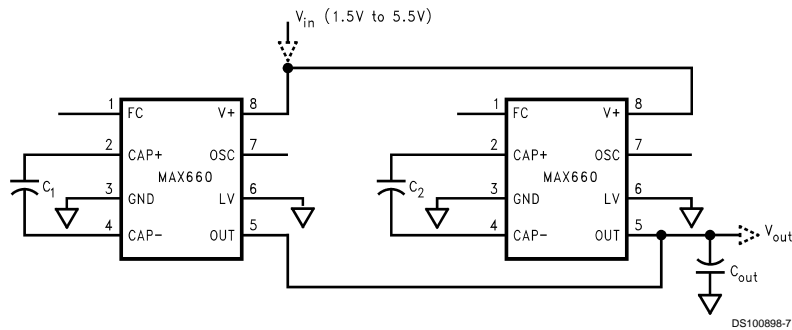 Vin (1.5V to 5.5V)
1 FC V+ 8
2 CAP+ OSC 7
MAX660
3 GND LV 6
4 CAP- OUT 5
C1
1 FC V+ 8
2 CAP+ OSC 7
MAX660
3 GND LV 6
4 CAP- OUT 5
C2
Vout
Cout
DS100898-7